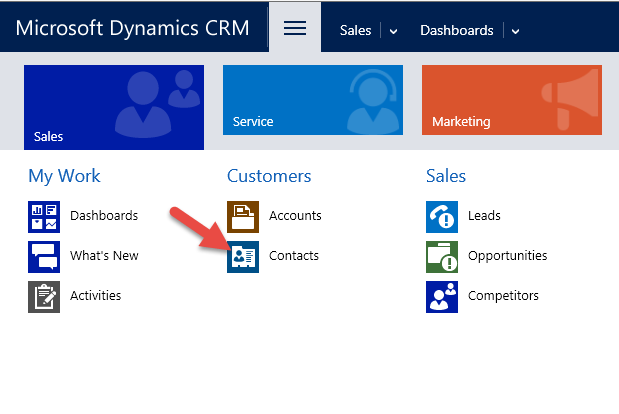 Microsoft Dynamics CRM Sales Dashboards
Sales Service Marketing
My Work Customers Sales
Dashboards Accounts Leads
What's New Contacts Opportunities
Activities Competitors